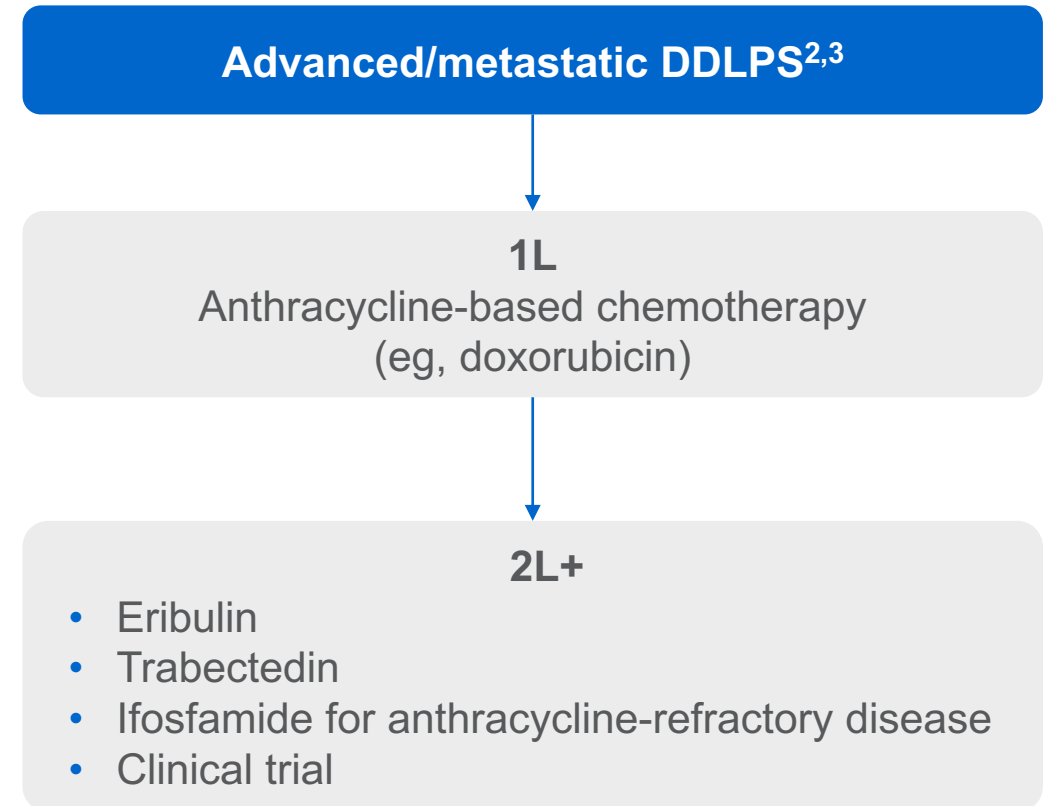 Advanced/metastatic DDLPS2,3
1L
Anthracycline-based chemotherapy
(eg, doxorubicin)
2L+
• Eribulin
• Trabectedin
• Ifosfamide for anthracycline-refractory disease
• Clinical trial